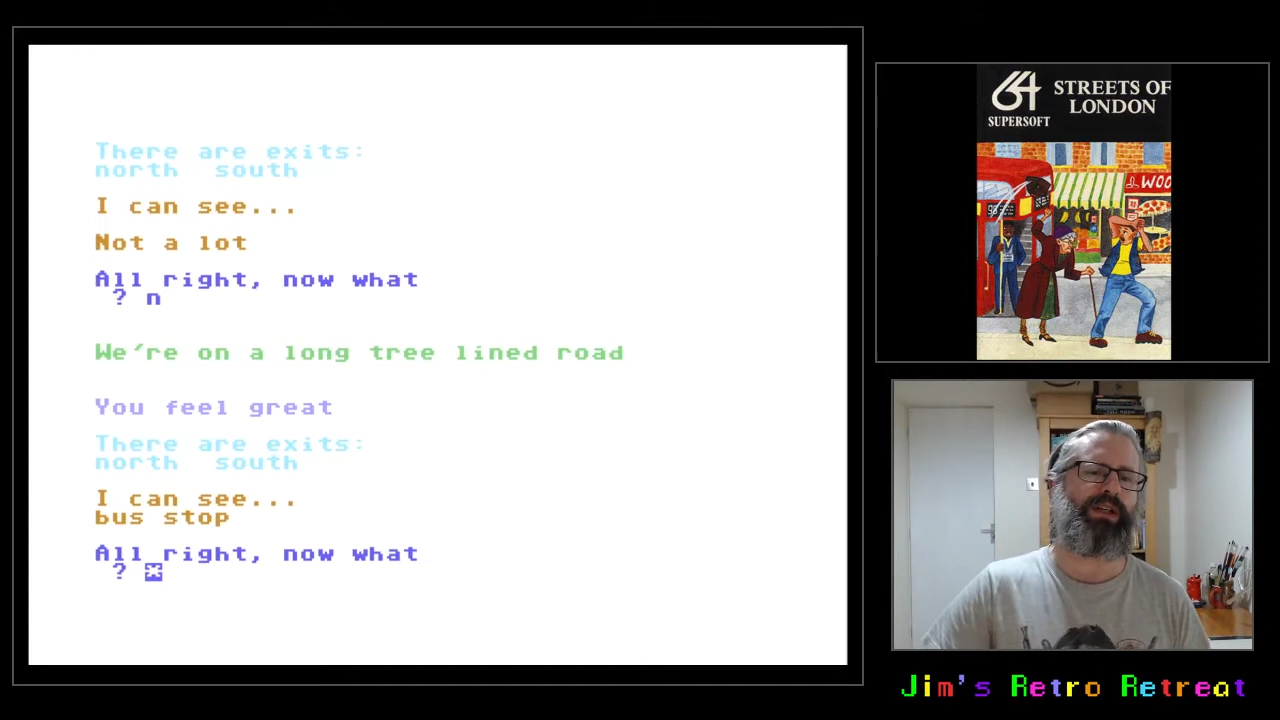 There are exits:
north south
I can see...
Not a lot
All right, now what
? n
We're on a long tree lined road
You feel great
There are exits:
north south
I can see...
bus stop
All right, now what
?
64
SUPERSOFT
STREETS OF
LONDON
WOO
Jim's Retro Retreat